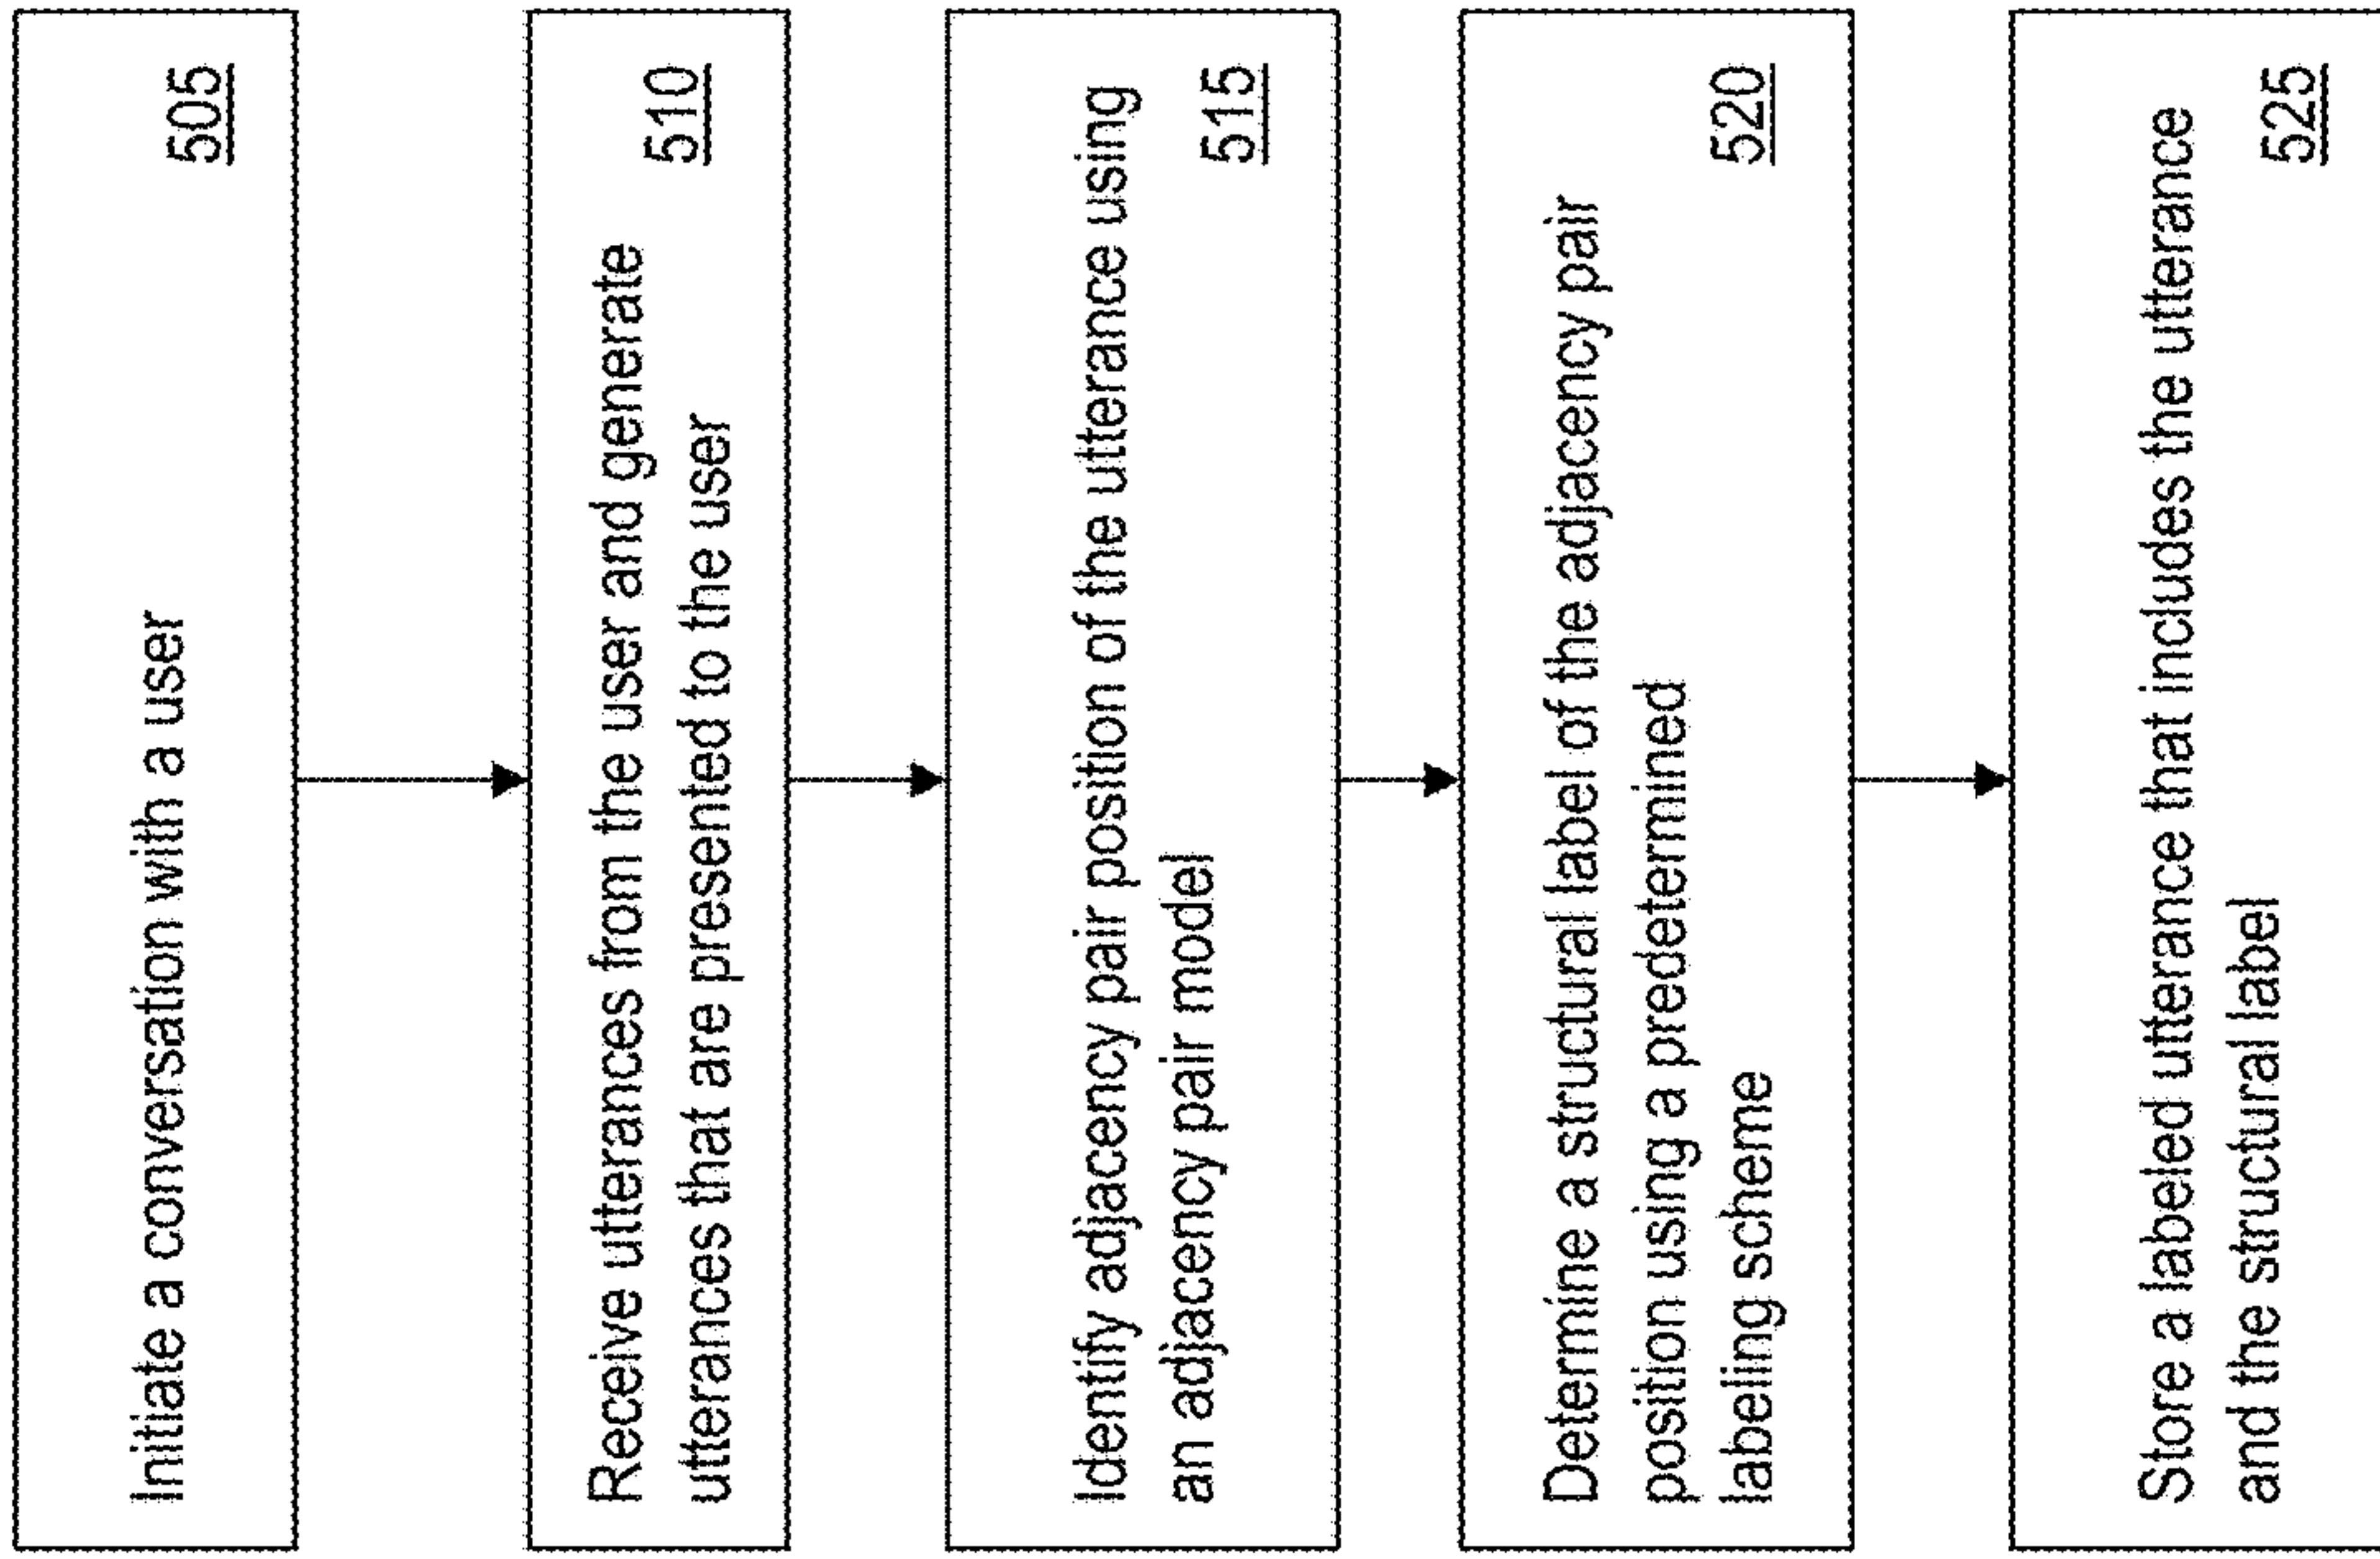 Initiate a conversation with a user
505
Receive utterances from the user and generate
utterances that are presented to the user
510
Identify adjacency pair position of the utterance using
an adjacency pair model
515
Determine a structural label of the adjacency pair
position using a predetermined
labeling scheme
520
Store a labeled utterance that includes the utterance
and the structural label
525